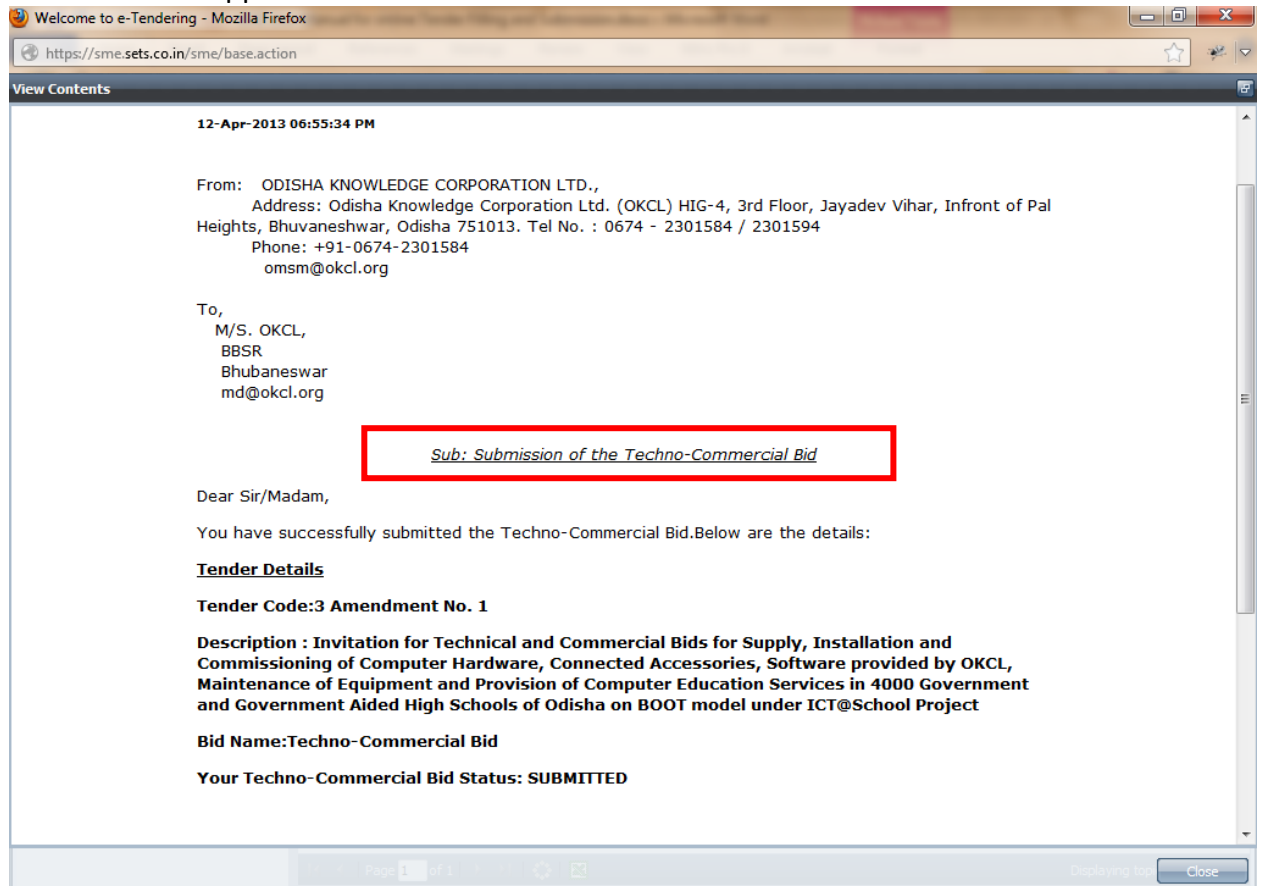 Welcome to e-Tendering - Mozilla Firefox
https://sme.sets.co.in/sme/base.action
View Contents
12-Apr-2013 06:55:34 PM
From: ODISHA KNOWLEDGE CORPORATION LTD.,
Address: Odisha Knowledge Corporation Ltd. (OKCL) HIG-4, 3rd Floor, Jayadev Vihar, Infront of Pal
Heights, Bhuvaneshwar, Odisha 751013. Tel No. : 0674 - 2301584 / 2301594
Phone: +91-0674-2301584
omsm@okcl.org
To,
M/S. OKCL,
BBSR
Bhubaneswar
md@okcl.org
Sub: Submission of the Techno-Commercial Bid
Dear Sir/Madam,
You have successfully submitted the Techno-Commercial Bid.Below are the details:
Tender Details
Tender Code:3 Amendment No. 1
Description : Invitation for Technical and Commercial Bids for Supply, Installation and
Commissioning of Computer Hardware, Connected Accessories, Software provided by OKCL,
Maintenance of Equipment and Provision of Computer Education Services in 4000 Government
and Government Aided High Schools of Odisha on BOOT model under ICT@School Project
Bid Name:Techno-Commercial Bid
Your Techno-Commercial Bid Status: SUBMITTED
Page 1 of 1
Displaying
Close